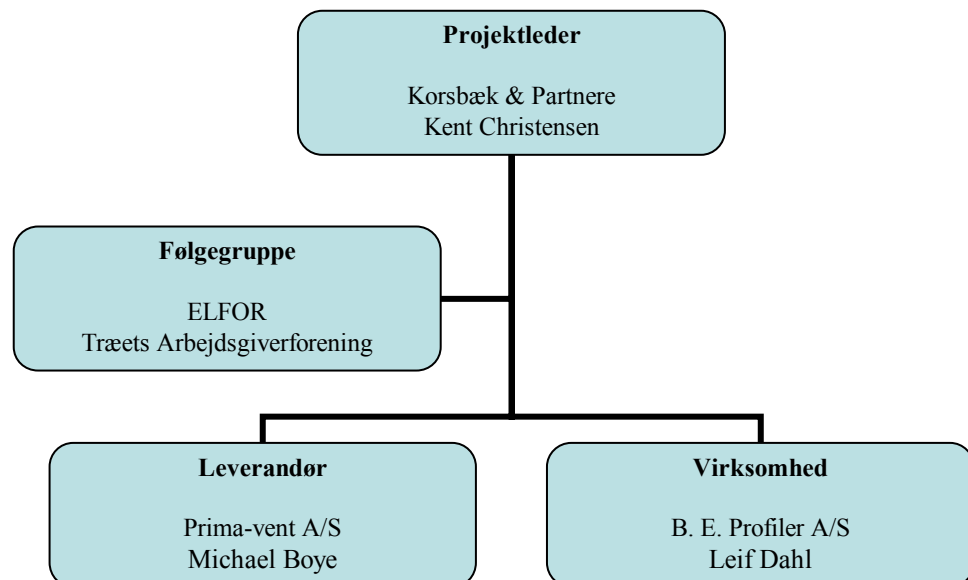 Projektleder
Korsbæk & Partnere
Kent Christensen
Følgegruppe
ELFOR
Træets Arbejdsgiverforening
Leverandør
Prima-vent A/S
Michael Boye
Virksomhed
B. E. Profiler A/S
Leif Dahl